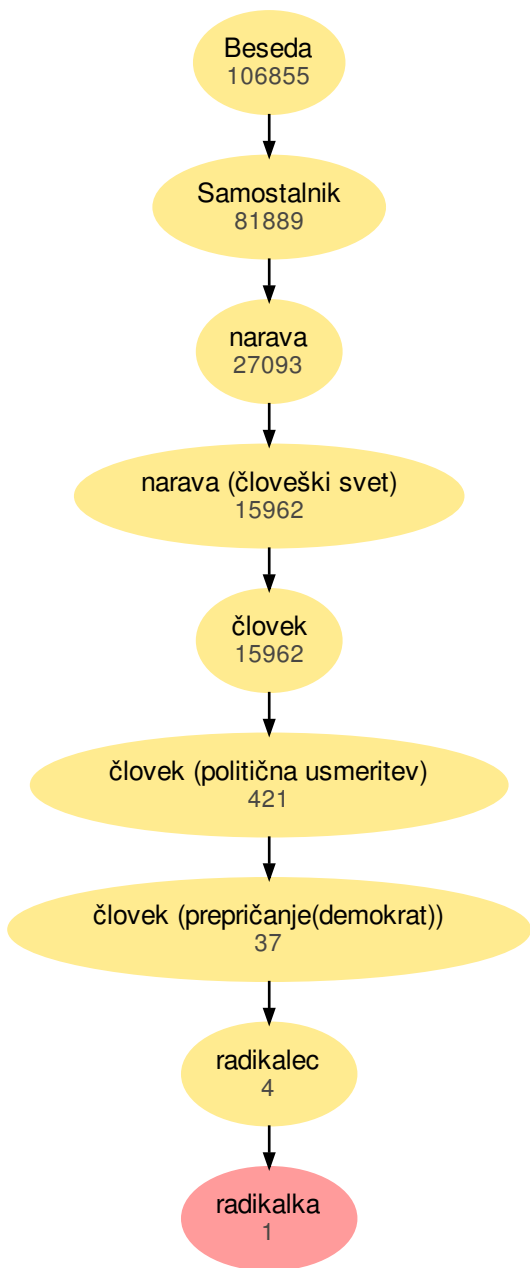 Beseda
106855
Samostalnik
81889
narava
27093
narava (človeški svet)
15962
človek
15962
človek (politična usmeritev)
421
človek (prepričanje(demokrat))
37
radikalec
4
radikalka
1